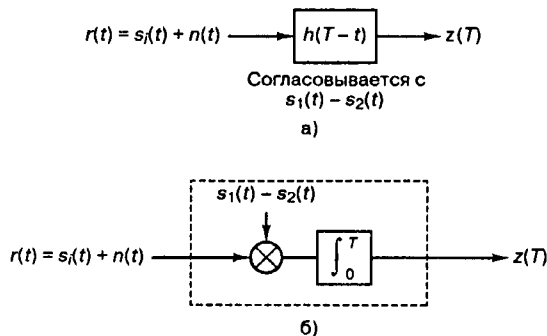 r(t) = sᵢ(t) + n(t)
h(T – t)
z(T)
Согласовывается с
s₁(t) – s₂(t)
а)
s₁(t) – s₂(t)
r(t) = sᵢ(t) + n(t)
∫₀ᵀ
z(T)
б)